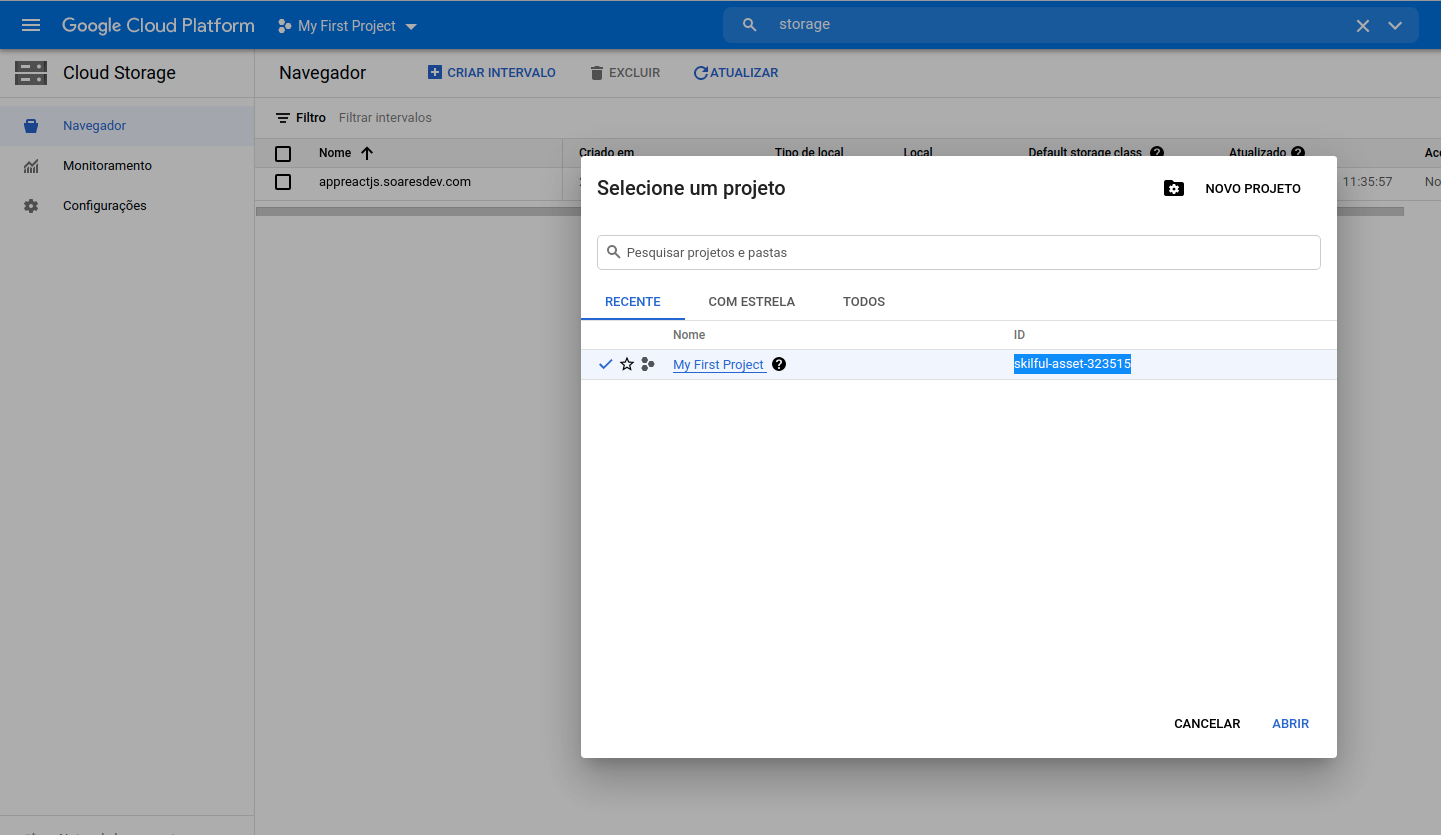 Google Cloud Platform My First Project storage
Cloud Storage Navegador CRIAR INTERVALO EXCLUIR ATUALIZAR
Navegador
Monitoramento
Configurações
Filtro Filtrar intervalos
Nome Criado em Tipo de local Local Default storage class Atualizado
appreactjs.soaresdev.com 11:35:57 No
Selecione um projeto NOVO PROJETO
Pesquisar projetos e pastas
RECENTE COM ESTRELA TODOS
Nome ID
My First Project skilful-asset-323515
CANCELAR ABRIR